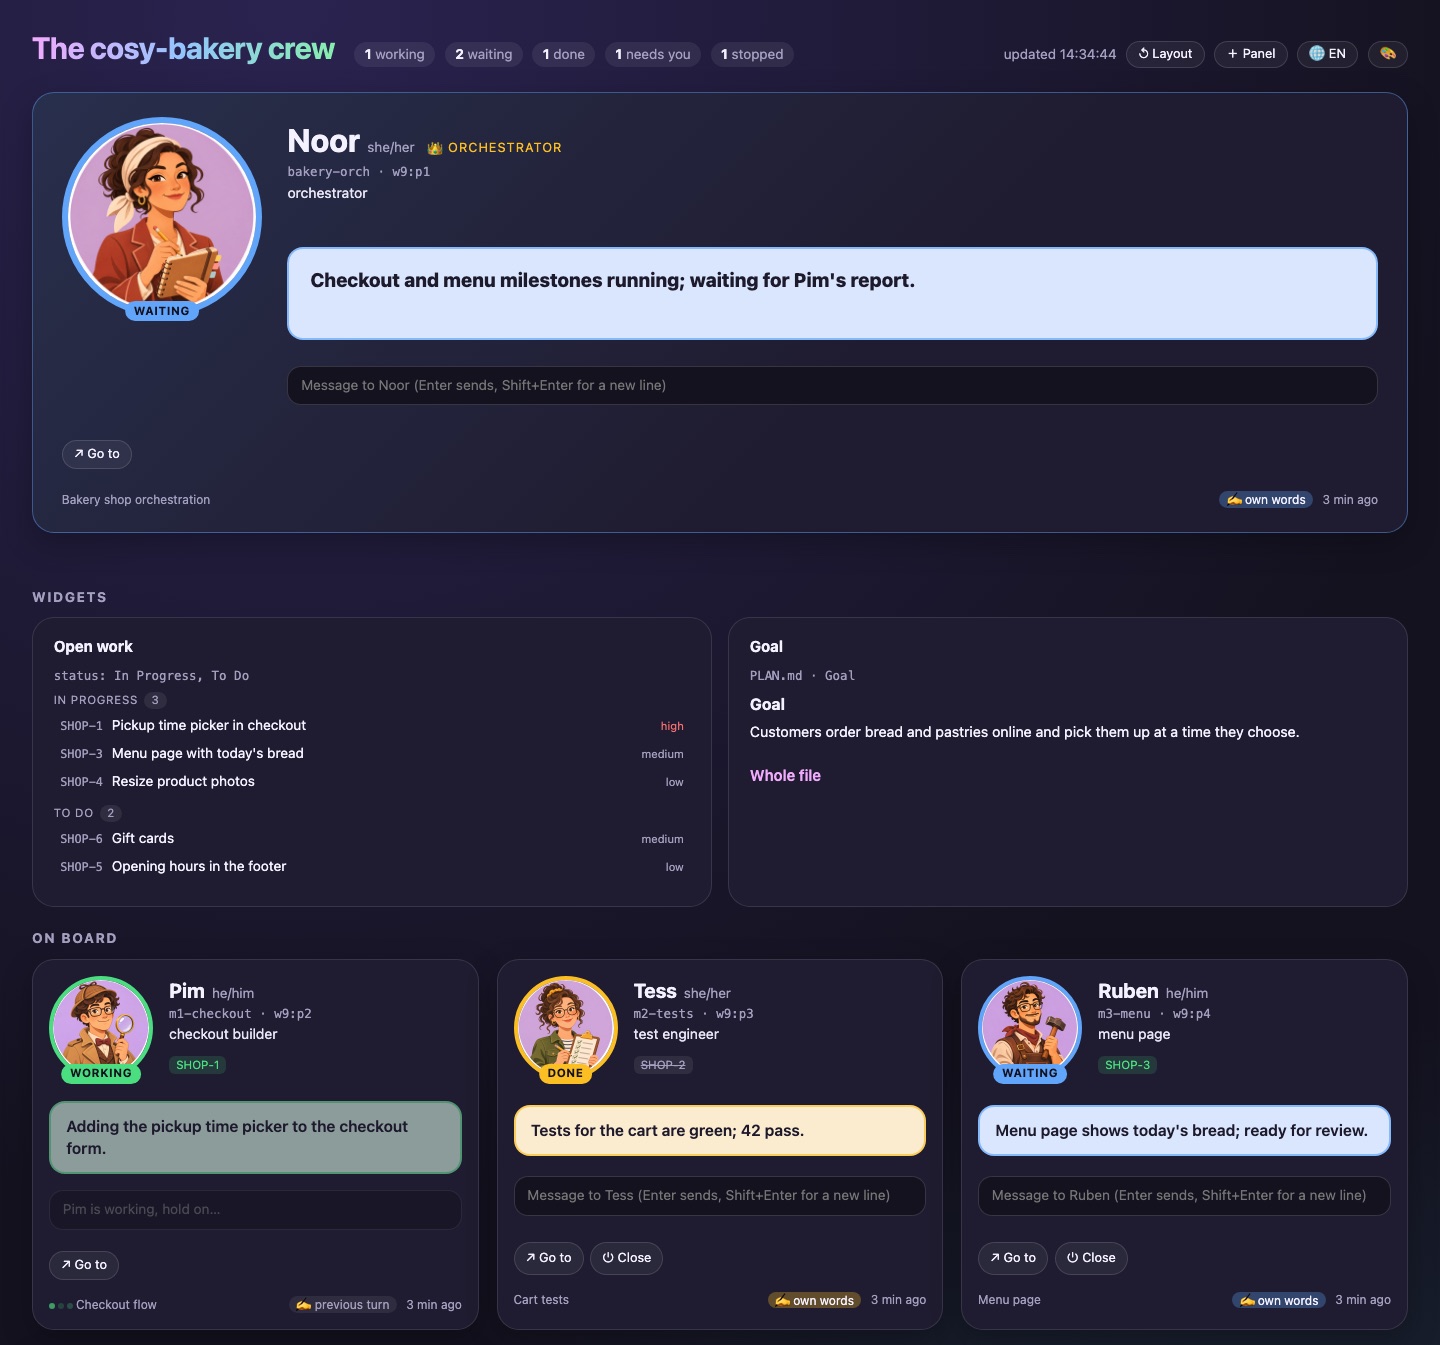 The cosy-bakery crew
1 working
2 waiting
1 done
1 needs you
1 stopped
updated 14:34:44
Layout
+ Panel
EN
Noor she/her ORCHESTRATOR
bakery-orch · w9:p1
orchestrator
WAITING
Checkout and menu milestones running; waiting for Pim's report.
Message to Noor (Enter sends, Shift+Enter for a new line)
Go to
Bakery shop orchestration
own words 3 min ago
WIDGETS
Open work
status: In Progress, To Do
IN PROGRESS 3
SHOP-1 Pickup time picker in checkout high
SHOP-3 Menu page with today's bread medium
SHOP-4 Resize product photos low
TO DO 2
SHOP-6 Gift cards medium
SHOP-5 Opening hours in the footer low
Goal
PLAN.md · Goal
Goal
Customers order bread and pastries online and pick them up at a time they choose.
Whole file
ON BOARD
Pim he/him
m1-checkout · w9:p2
checkout builder
SHOP-1
WORKING
Adding the pickup time picker to the checkout
form.
Pim is working, hold on…
Go to
Checkout flow
previous turn 3 min ago
Tess she/her
m2-tests · w9:p3
test engineer
SHOP-2
DONE
Tests for the cart are green; 42 pass.
Message to Tess (Enter sends, Shift+Enter for a new line)
Go to
Close
Cart tests
own words 3 min ago
Ruben he/him
m3-menu · w9:p4
menu page
SHOP-3
WAITING
Menu page shows today's bread; ready for review.
Message to Ruben (Enter sends, Shift+Enter for a new line)
Go to
Close
Menu page
own words 3 min ago